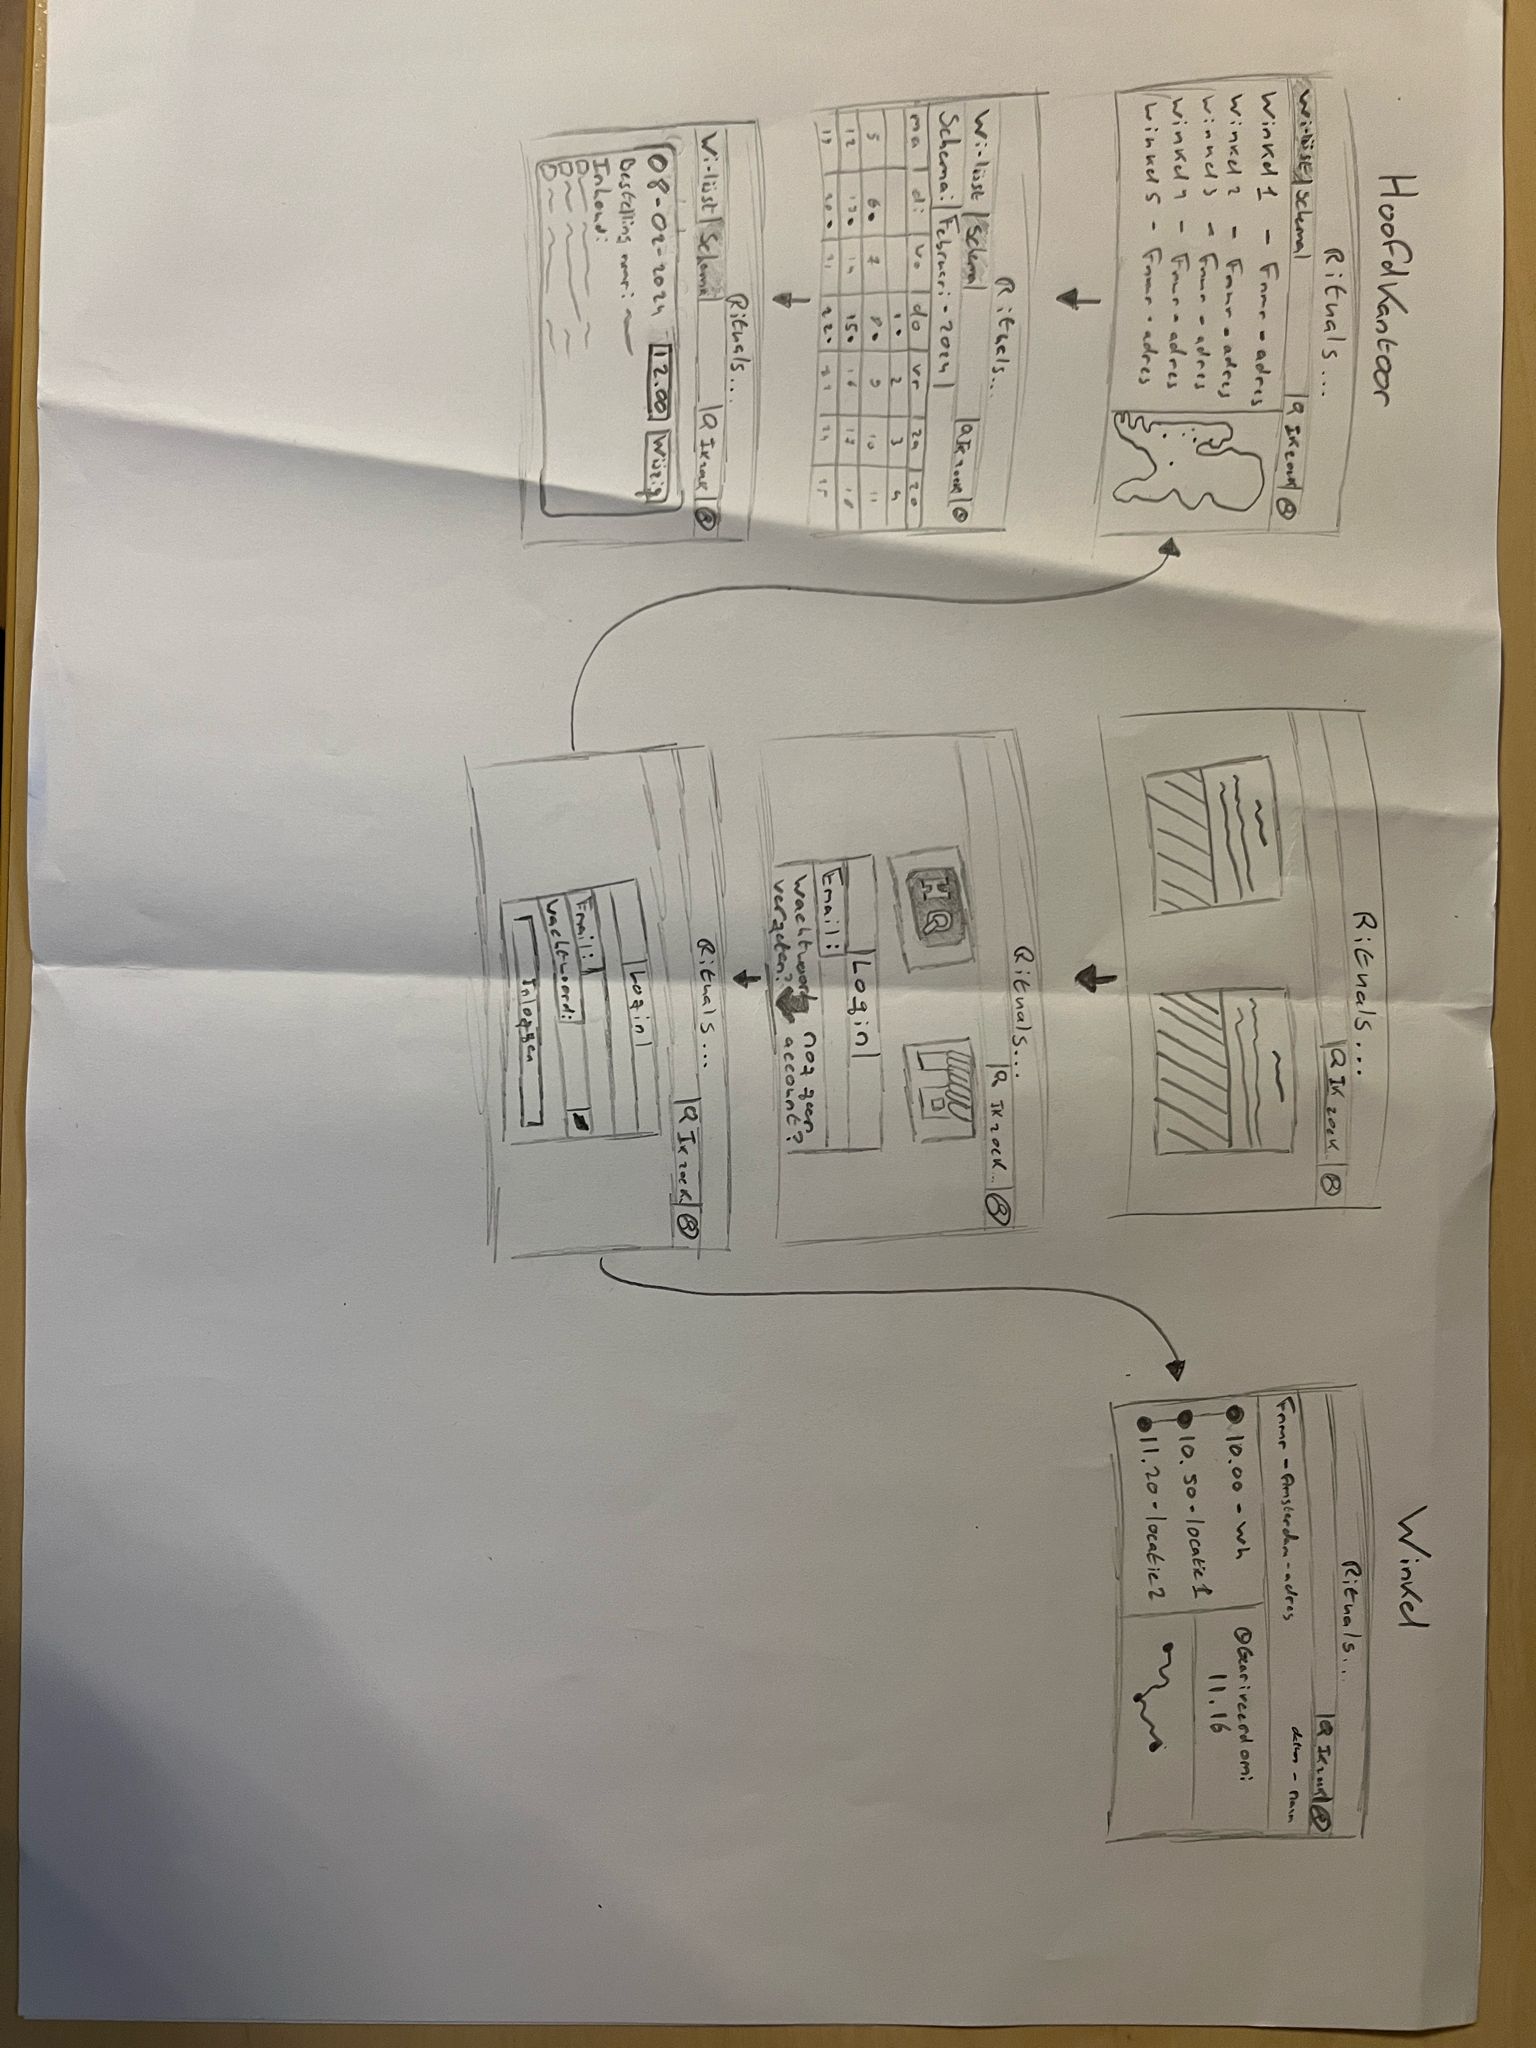 Hoofdkantoor
Rituals...
Wi-lijst | Schema
Q Ik zoek
Winkel 1 - Fnmr - adres
Winkel 2 - Fnmr - adres
Winkel 3 - Fnmr - adres
Winkel 4 - Fnmr - adres
Winkel 5 - Fnmr - adres
Rituals...
Wi-lijst | Schema
Q Ik zoek
Schema: | Februari - 2024 |
ma di wo do vr za zo
1 2 3 4
5 6 7 8 9 10 11
12 13 14 15 16 17 18
19 20 21 22 23 24 25
Rituals...
Wi-lijst | Schema
Q Ik zoek
08-02-2024 12.00 Wijzig
Bestelling nmr:
Inhoud:
Rituals...
Q Ik zoek...
Rituals...
Q Ik zoek...
HQ
Login
Email:
Wachtwoord vergeten?
nog geen account?
Rituals...
Q Ik zoek..
Login
Email:
Wachtwoord:
Inloggen
Winkel
Rituals...
Q Ik zoek
Fnmr - Amsterdam - adres
datum - naam
10.00 - Wh
10.50 - locatie 1
11.20 - locatie 2
Gearriveerd om:
11.16